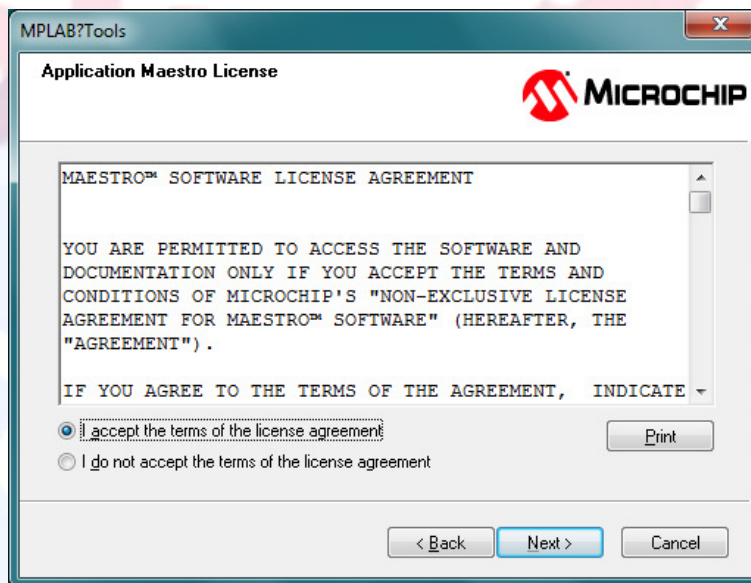 MPLAB?Tools
Application Maestro License
MICROCHIP
MAESTRO™ SOFTWARE LICENSE AGREEMENT
YOU ARE PERMITTED TO ACCESS THE SOFTWARE AND
DOCUMENTATION ONLY IF YOU ACCEPT THE TERMS AND
CONDITIONS OF MICROCHIP'S "NON-EXCLUSIVE LICENSE
AGREEMENT FOR MAESTRO™ SOFTWARE" (HEREAFTER, THE
"AGREEMENT").
IF YOU AGREE TO THE TERMS OF THE AGREEMENT, INDICATE
I accept the terms of the license agreement
Print
I do not accept the terms of the license agreement
< Back Next > Cancel